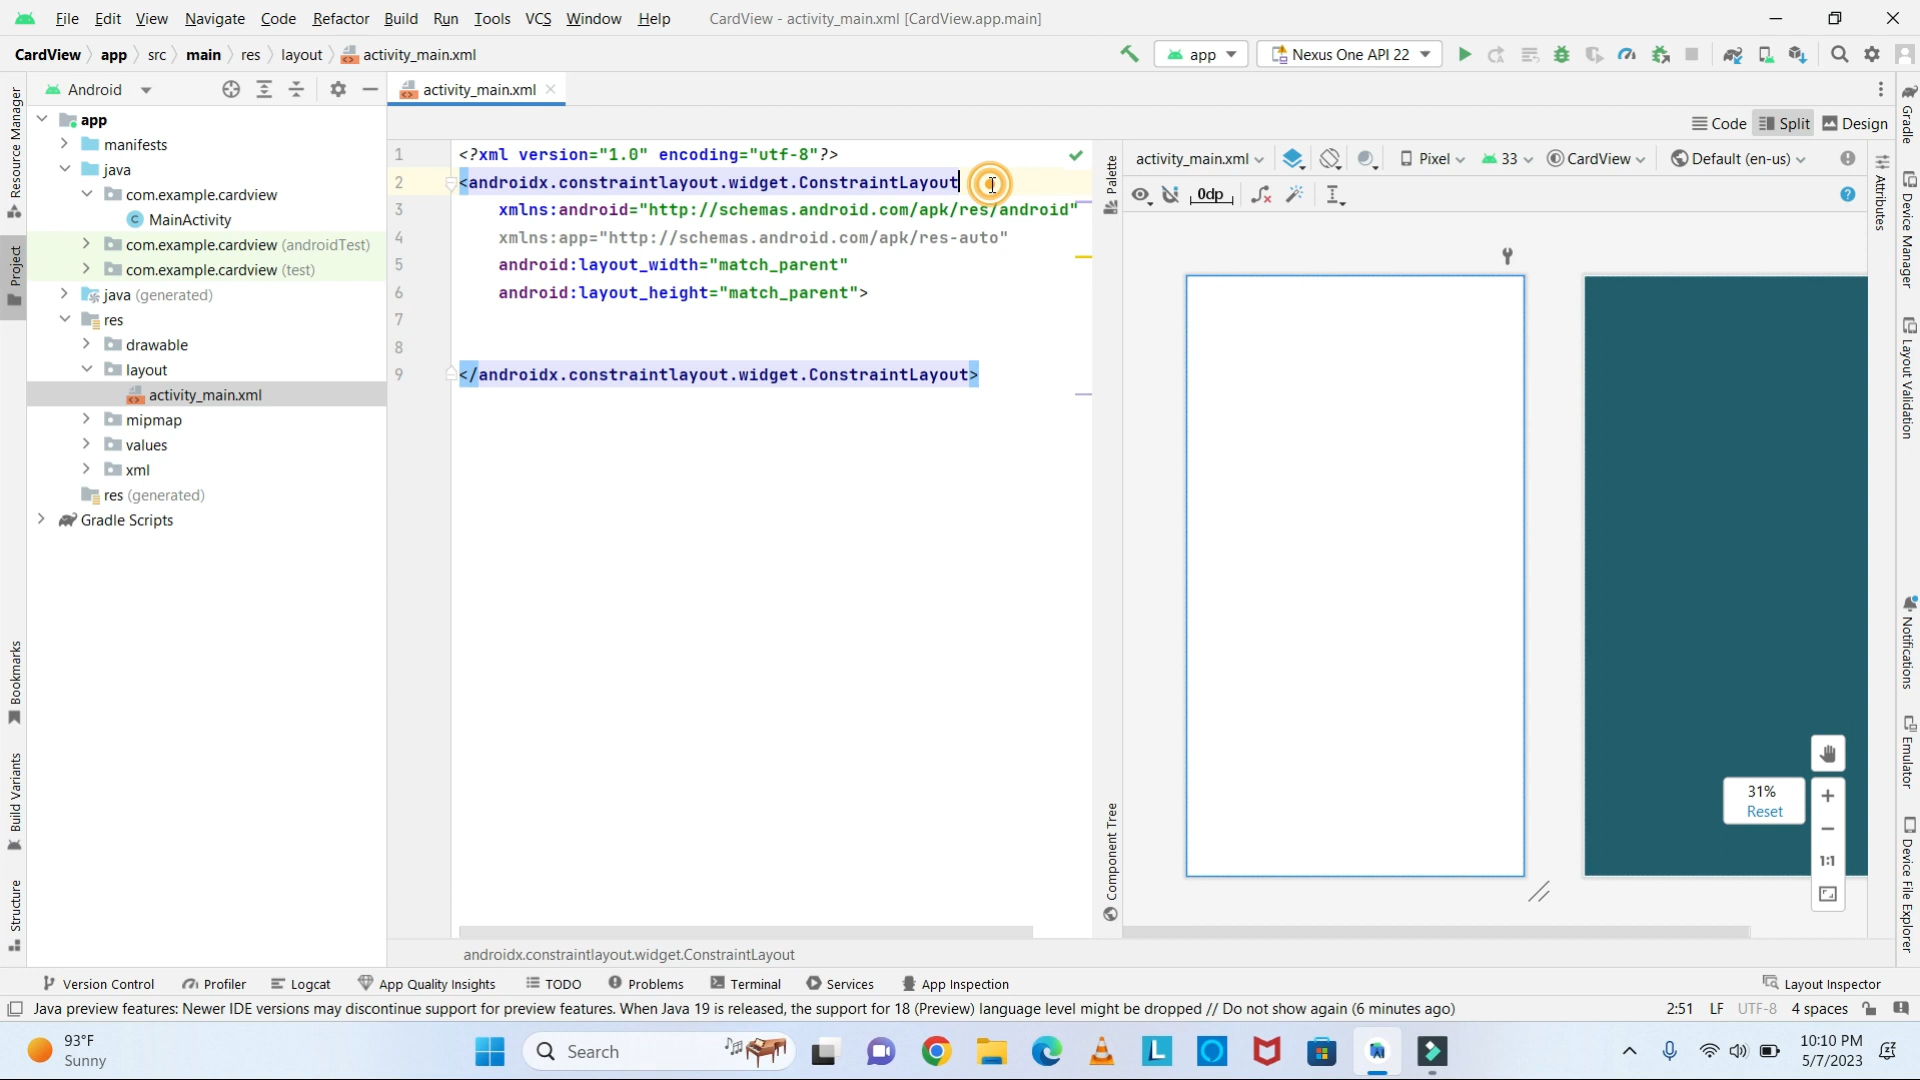 File Edit View Navigate Code Refactor Build Run Tools VCS Window Help CardView - activity_main.xml [CardView.app.main]
CardView app src main res layout activity_main.xml app Nexus One API 22
Android activity_main.xml
Code Split Design
app
manifests
java
com.example.cardview
MainActivity
com.example.cardview (androidTest)
com.example.cardview (test)
java (generated)
res
drawable
layout
activity_main.xml
mipmap
values
xml
res (generated)
Gradle Scripts
1 <?xml version="1.0" encoding="utf-8"?>
2 <androidx.constraintlayout.widget.ConstraintLayout
3 xmlns:android="http://schemas.android.com/apk/res/android"
4 xmlns:app="http://schemas.android.com/apk/res-auto"
5 android:layout_width="match_parent"
6 android:layout_height="match_parent">
7
8
9 </androidx.constraintlayout.widget.ConstraintLayout>
activity_main.xml Pixel 33 CardView Default (en-us)
0dp
31%
Reset
1:1
Resource Manager
Project
Bookmarks
Build Variants
Structure
Palette
Component Tree
Attributes
Gradle
Device Manager
Layout Validation
Notifications
Emulator
Device File Explorer
androidx.constraintlayout.widget.ConstraintLayout
Version Control Profiler Logcat App Quality Insights TODO Problems Terminal Services App Inspection Layout Inspector
Java preview features: Newer IDE versions may discontinue support for preview features. When Java 19 is released, the support for 18 (Preview) language level might be dropped // Do not show again (6 minutes ago) 2:51 LF UTF-8 4 spaces
93°F
Sunny
Search
10:10 PM
5/7/2023